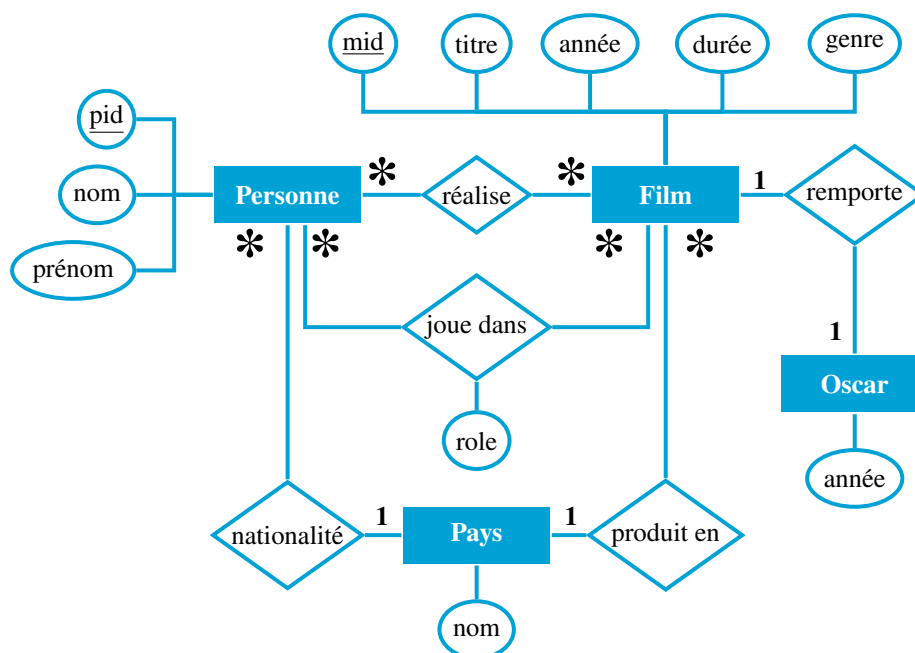 mid titre année durée genre
pid
nom Personne * réalise * Film 1 remporte
* * * *
prénom
joue dans
1
Oscar
role
année
nationalité 1 Pays 1 produit en
nom